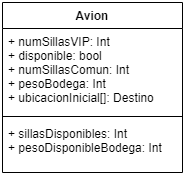 Avion
+ numSillasVIP: Int
+ disponible: bool
+ numSillasComun: Int
+ pesoBodega: Int
+ ubicacionInicial[]: Destino
+ sillasDisponibles: Int
+ pesoDisponibleBodega: Int